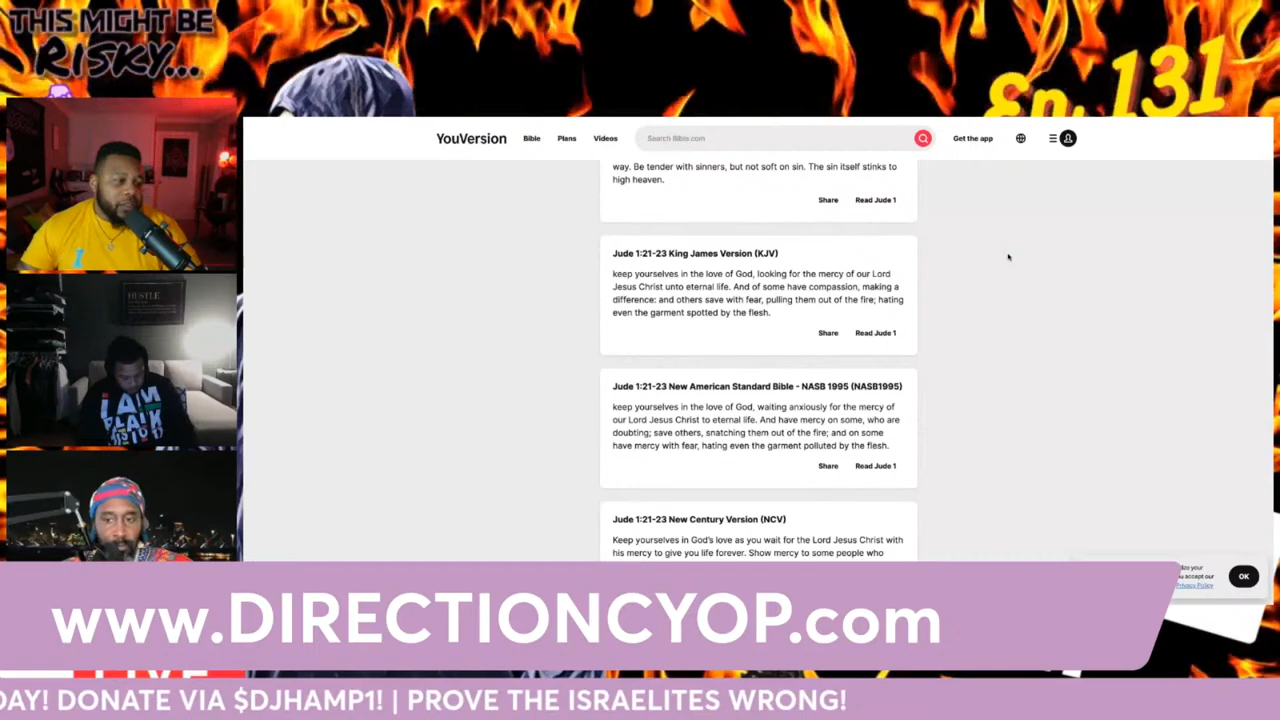 THIS MIGHT BE
RISKY...
Ep. 131
YouVersion
Bible
Plans
Videos
Search Bible.com
Get the app
way. Be tender with sinners, but not soft on sin. The sin itself stinks to
high heaven.
Share
Read Jude 1
Jude 1:21-23 King James Version (KJV)
keep yourselves in the love of God, looking for the mercy of our Lord
Jesus Christ unto eternal life. And of some have compassion, making a
difference: and others save with fear, pulling them out of the fire; hating
even the garment spotted by the flesh.
Share
Read Jude 1
Jude 1:21-23 New American Standard Bible - NASB 1995 (NASB1995)
keep yourselves in the love of God, waiting anxiously for the mercy of
our Lord Jesus Christ to eternal life. And have mercy on some, who are
doubting; save others, snatching them out of the fire; and on some
have mercy with fear, hating even the garment polluted by the flesh.
Share
Read Jude 1
Jude 1:21-23 New Century Version (NCV)
Keep yourselves in God's love as you wait for the Lord Jesus Christ with
his mercy to give you life forever. Show mercy to some people who
HUSTLE
I AM
BLACK
your
accept our
Privacy Policy
OK
www.DIRECTIONCYOP.com
LIVE
DAY! DONATE VIA $DJHAMP1! | PROVE THE ISRAELITES WRONG!